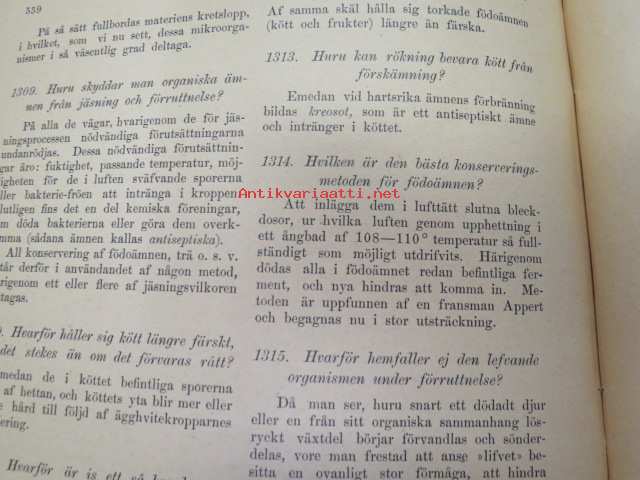 559
På så sätt fullbordas materiens kretslopp,
i hvilket, som vi nu sett, dessa mikroorga-
nismer i så väsentlig grad deltaga.
1309. Huru skyddar man organiska äm-
nen från jäsning och förruttnelse?
På alla de vägar, hvarigenom de för jäs-
ningsprocessen nödvändiga förutsättningarna
undanrödjas. Dessa nödvändiga förutsättnin-
gar äro: fuktighet, passande temperatur, möj-
ligheten för de i luften sväfvande sporerna
eller bakterie-fröen att intränga i kroppen
slutligen fins det en del kemiska föreningar,
som döda bakterierna eller göra dem overk-
samma (sådana ämnen kallas antiseptiska).
All konservering af födoämnen, trä o. s. v.
står derför i användandet af någon metod,
varigenom ett eller flere af jäsningsvilkoren
tagas.
Hvarför håller sig kött längre färskt,
det stekes än om det förvaras rått?
medan de i köttet befintliga sporerna
af hettan, och köttets yta blir mer eller
hård till följd af ägghvitekropparnes
ering.
Hvarför är is ett så
Af samma skäl hålla sig torkade födoämnen
(kött och frukter) längre än färska.
1313. Huru kan rökning bevara kött från
förskämning?
Emedan vid hartsrika ämnens förbränning
bildas kreosot, som är ett antiseptiskt ämne
och intränger i köttet.
1314. Hvilken är den bästa konserverings-
metoden för födoämnen?
Antikvariaatti.net
Att inlägga dem i lufttätt slutna bleck-
dosor, ur hvilka luften genom upphettning i
ett ångbad af 108—110° temperatur så full-
ständigt som möjligt utdrifvits. Härigenom
dödas alla i födoämnet redan befintliga fer-
ment, och nya hindras att komma in. Me-
toden är uppfunnen af en fransman Appert
och begagnas nu i stor utsträckning.
1315. Hvarför hemfaller ej den lefvande
organismen under förruttnelse?
Då man ser, huru snart ett dödadt djur
eller en från sitt organiska sammanhang lös-
ryckt växtdel börjar förvandlas och sönder-
delas, vore man frestad att anse »lifvet» be-
sitta en ovanligt stor förmåga, att hindra